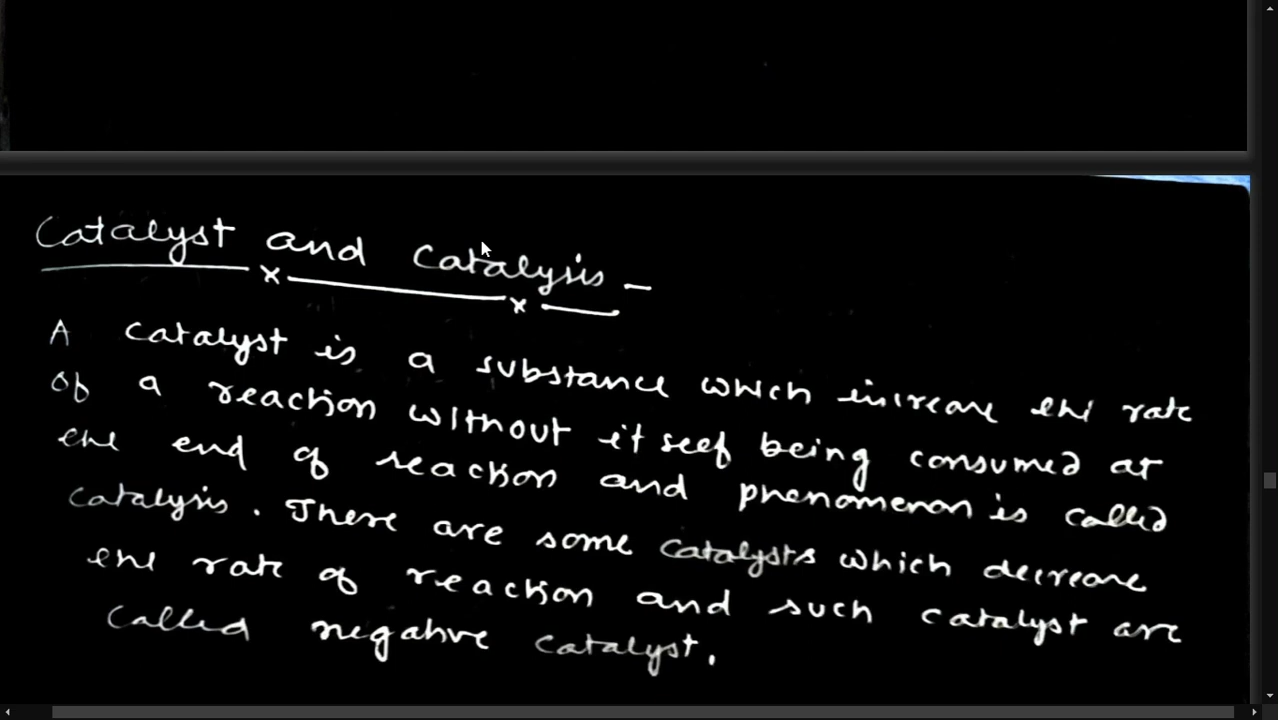 Catalyst and Catalysis -
A catalyst is a substance which increase the rate
of a reaction without itself being consumed at
the end of reaction and phenomenon is called
catalysis. There are some catalysts which decrease
the rate of reaction and such catalyst are
called negative catalyst.